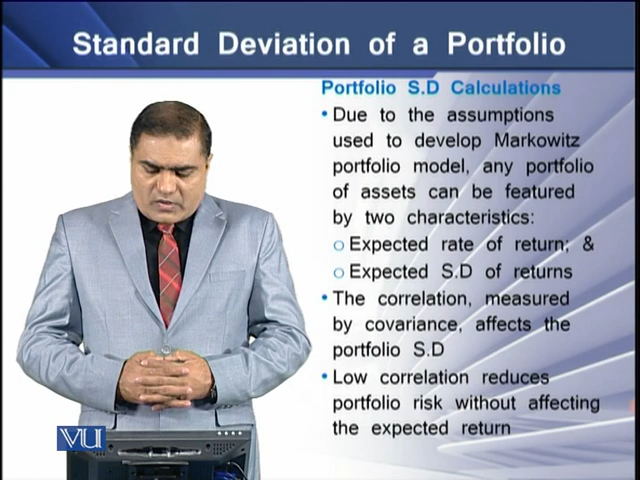 Standard Deviation of a Portfolio
Portfolio S.D Calculations
• Due to the assumptions
used to develop Markowitz
portfolio model, any portfolio
of assets can be featured
by two characteristics:
o Expected rate of return; &
o Expected S.D of returns
• The correlation, measured
by covariance, affects the
portfolio S.D
• Low correlation reduces
portfolio risk without affecting
the expected return
VU